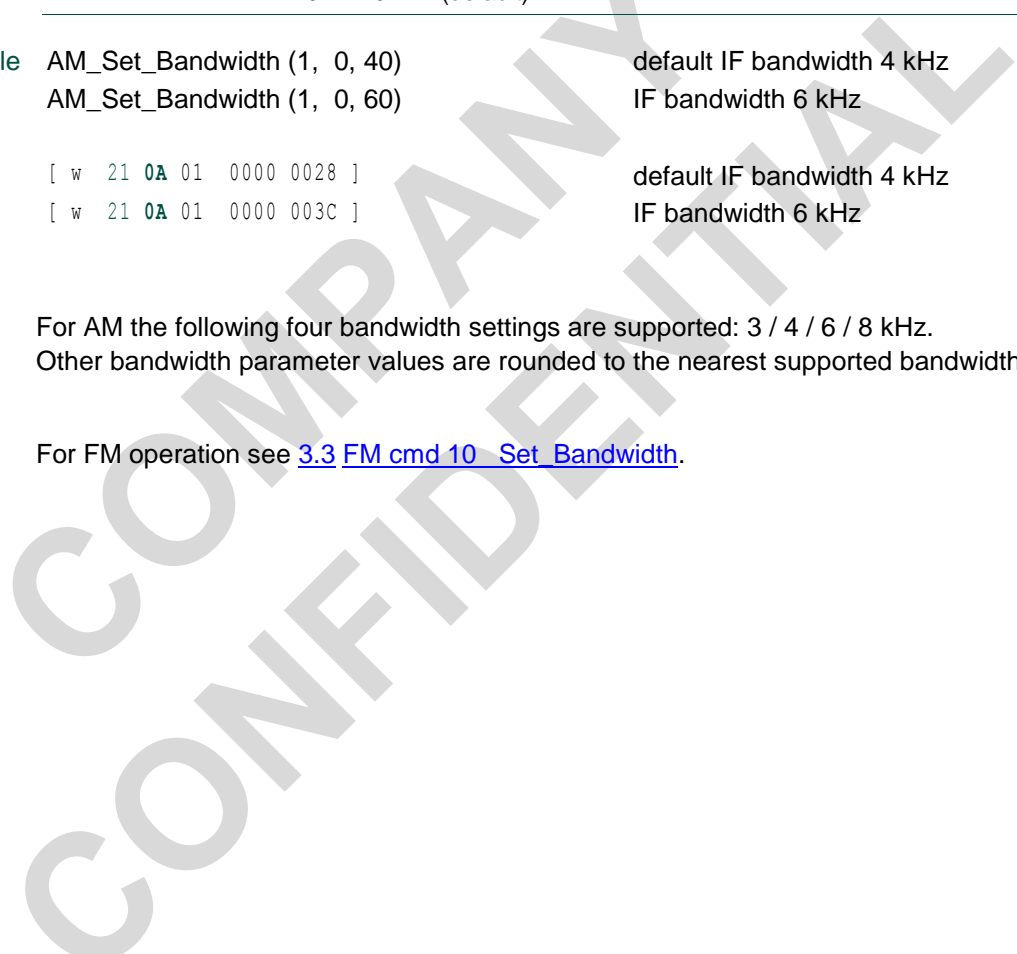 (default)
le AM_Set_Bandwidth (1, 0, 40) default IF bandwidth 4 kHz
AM_Set_Bandwidth (1, 0, 60) IF bandwidth 6 kHz
[ w 21 0A 01 0000 0028 ] default IF bandwidth 4 kHz
[ w 21 0A 01 0000 003C ] IF bandwidth 6 kHz
For AM the following four bandwidth settings are supported: 3 / 4 / 6 / 8 kHz.
Other bandwidth parameter values are rounded to the nearest supported bandwidth
For FM operation see 3.3 FM cmd 10 Set_Bandwidth.
COMPANY
CONFIDENTIAL
CO